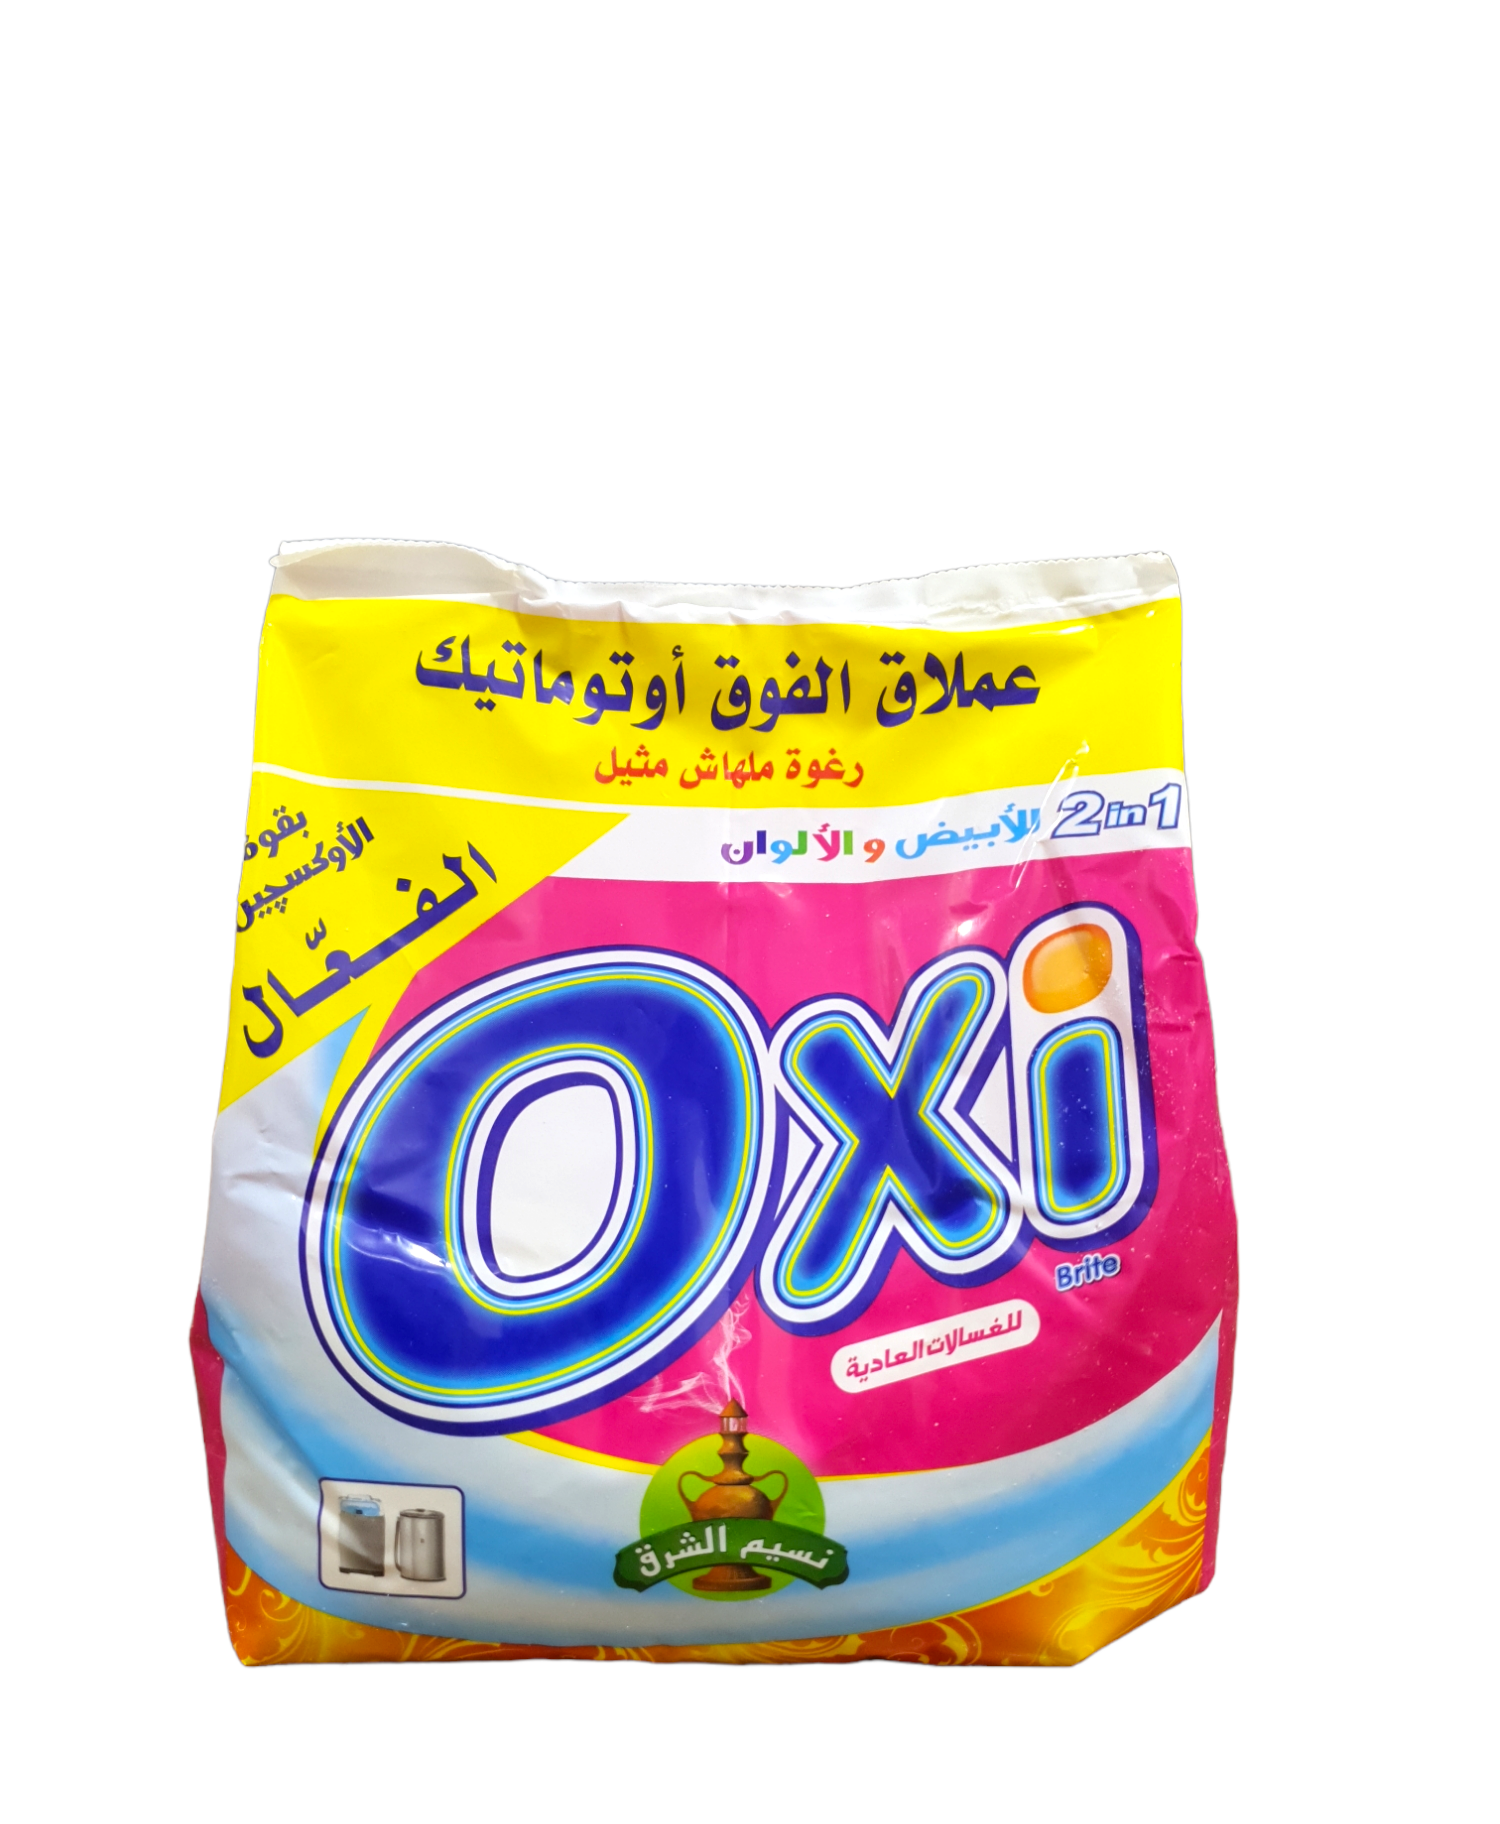 عملاق الفوق أوتوماتيك
رغوة ملهاش مثيل
2in1 الأبيض و الألوان
بقوة
الأوكسچين
الفعّال
Oxi
Brite
للغسالات العادية
نسيم الشرق